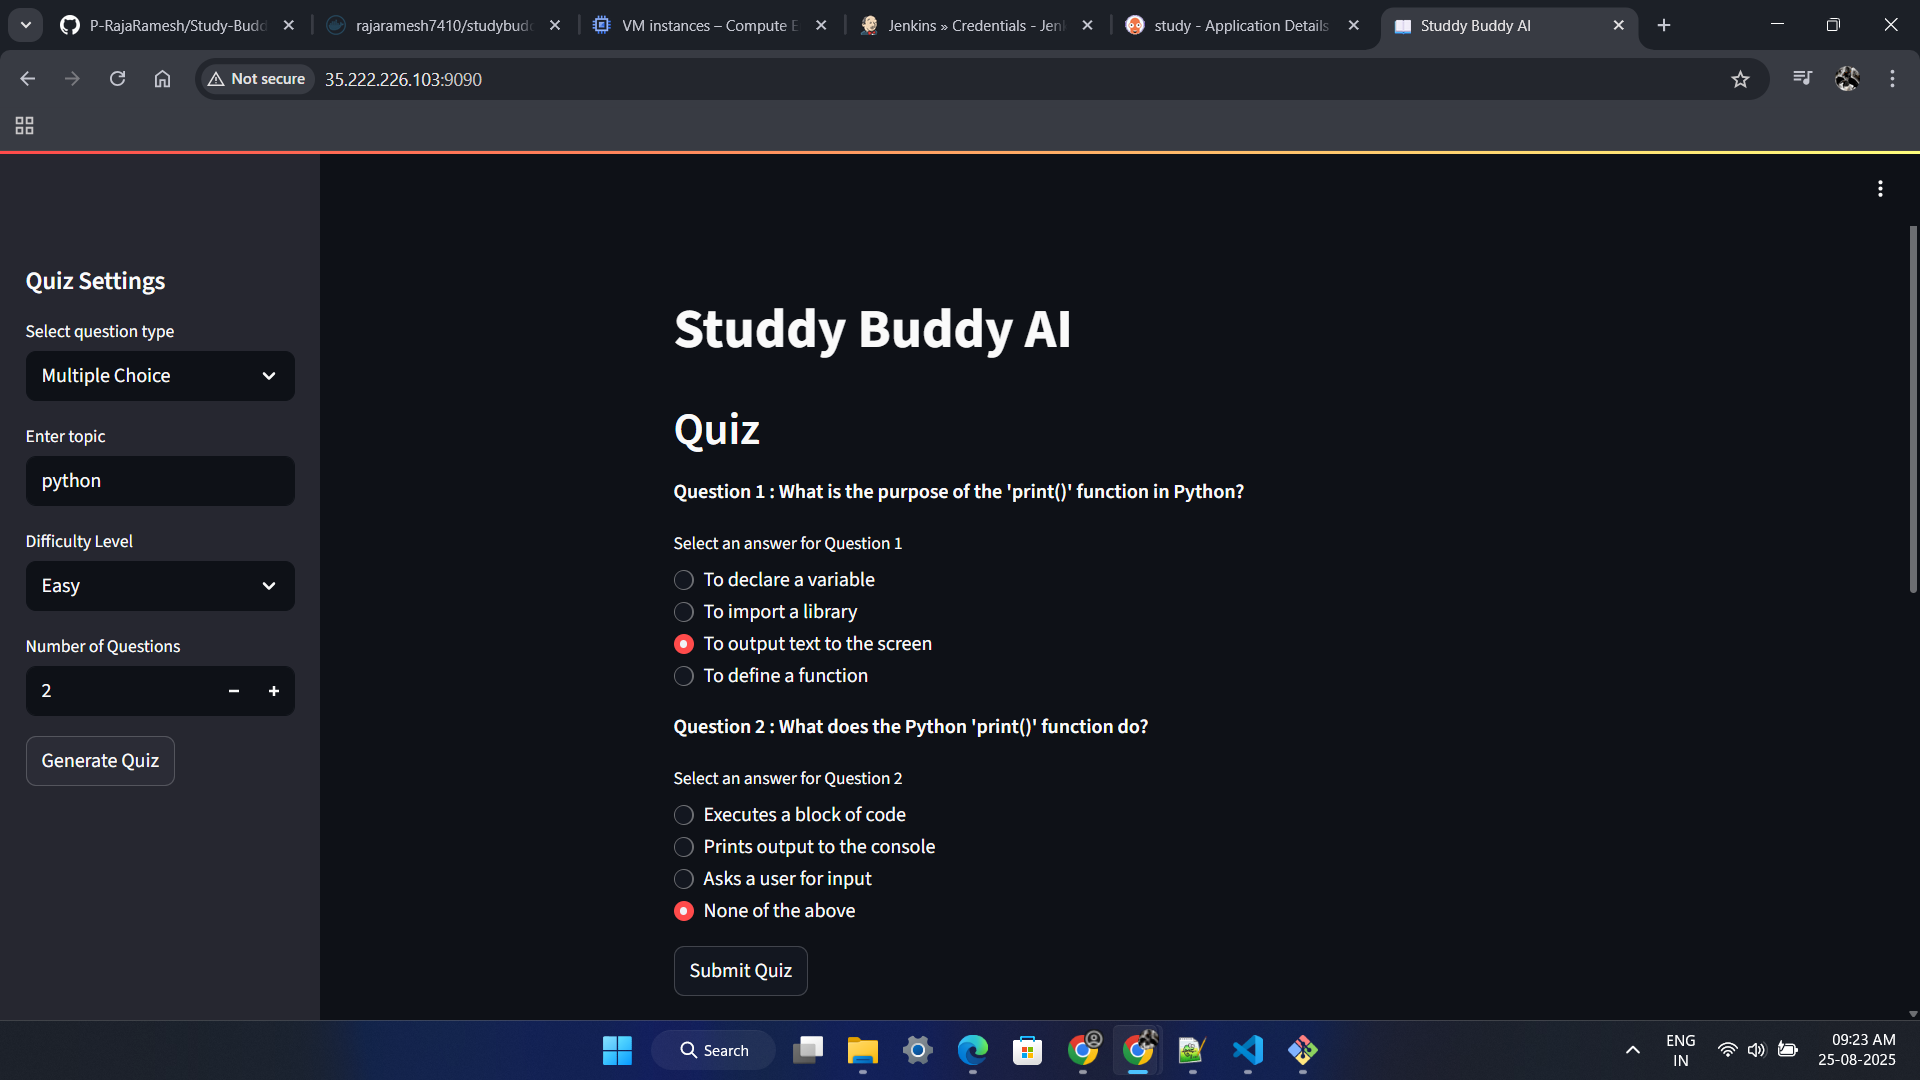 P-RajaRamesh/Study-Budd
rajaramesh7410/studybudd
VM instances – Compute E
Jenkins » Credentials - Jenk
study - Application Details
Studdy Buddy AI
Not secure
35.222.226.103:9090
Quiz Settings
Select question type
Multiple Choice
Enter topic
python
Difficulty Level
Easy
Number of Questions
2
Generate Quiz
Studdy Buddy AI
Quiz
Question 1 : What is the purpose of the 'print()' function in Python?
Select an answer for Question 1
To declare a variable
To import a library
To output text to the screen
To define a function
Question 2 : What does the Python 'print()' function do?
Select an answer for Question 2
Executes a block of code
Prints output to the console
Asks a user for input
None of the above
Submit Quiz
Search
ENG
IN
09:23 AM
25-08-2025